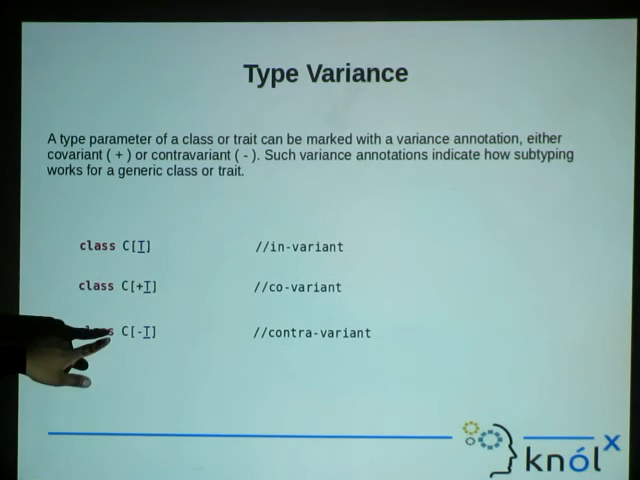 Type Variance
A type parameter of a class or trait can be marked with a variance annotation, either
covariant ( + ) or contravariant ( - ). Such variance annotations indicate how subtyping
works for a generic class or trait.
class C[T] //in-variant
class C[+T] //co-variant
class C[-T] //contra-variant
knólx